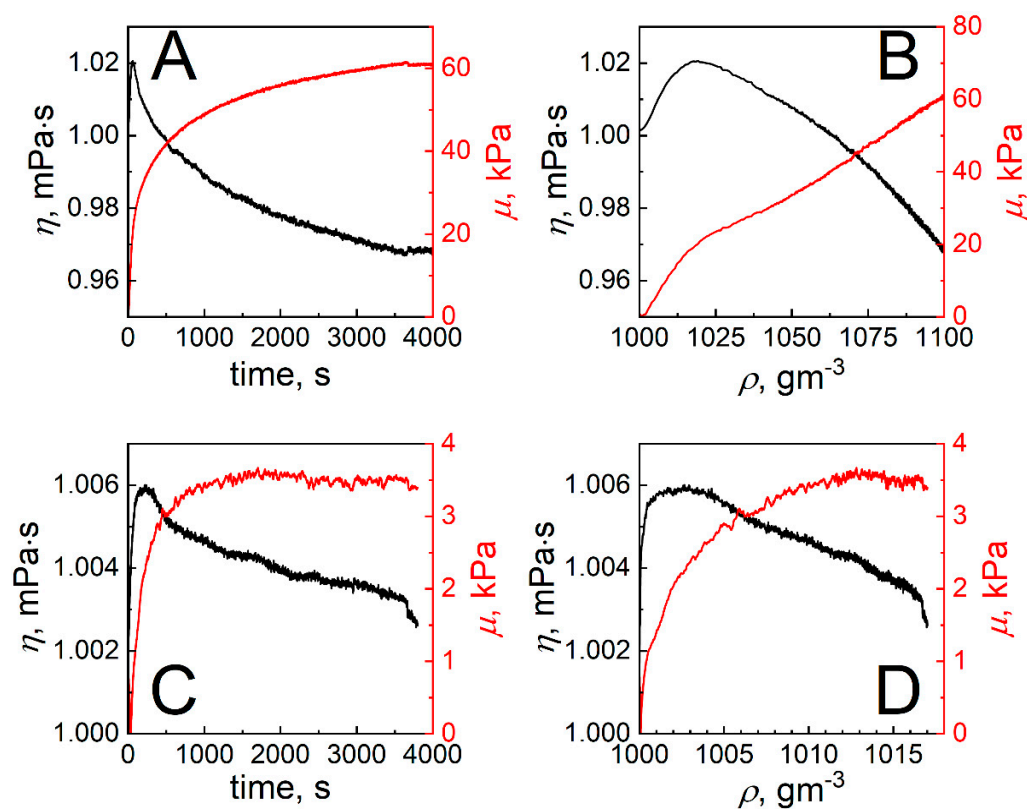 A
η, mPa·s
1.02
1.00
0.98
0.96
μ, kPa
60
40
20
0
0 1000 2000 3000 4000
time, s
B
η, mPa·s
1.02
1.00
0.98
0.96
μ, kPa
80
70
60
50
40
30
20
10
0
1000 1025 1050 1075 1100
ρ, gm⁻³
C
η, mPa·s
1.006
1.004
1.002
1.000
μ, kPa
4
3
2
1
0
0 1000 2000 3000 4000
time, s
D
η, mPa·s
1.006
1.004
1.002
1.000
μ, kPa
4
3
2
1
0
1000 1005 1010 1015
ρ, gm⁻³